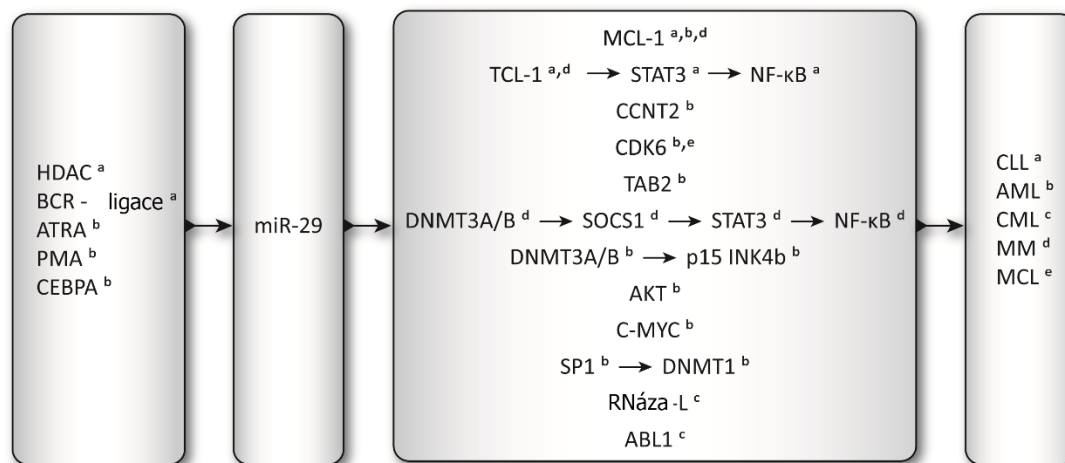 HDAC ᵃ
BCR - ligace ᵃ
ATRA ᵇ
PMA ᵇ
CEBPA ᵇ
miR-29
MCL-1 ᵃ,ᵇ,ᵈ
TCL-1 ᵃ,ᵈ → STAT3 ᵃ → NF-κB ᵃ
CCNT2 ᵇ
CDK6 ᵇ,ᵉ
TAB2 ᵇ
DNMT3A/B ᵈ → SOCS1 ᵈ → STAT3 ᵈ → NF-κB ᵈ
DNMT3A/B ᵇ → p15 INK4b ᵇ
AKT ᵇ
C-MYC ᵇ
SP1 ᵇ → DNMT1 ᵇ
RNáza -L ᶜ
ABL1 ᶜ
CLL ᵃ
AML ᵇ
CML ᶜ
MM ᵈ
MCL ᵉ